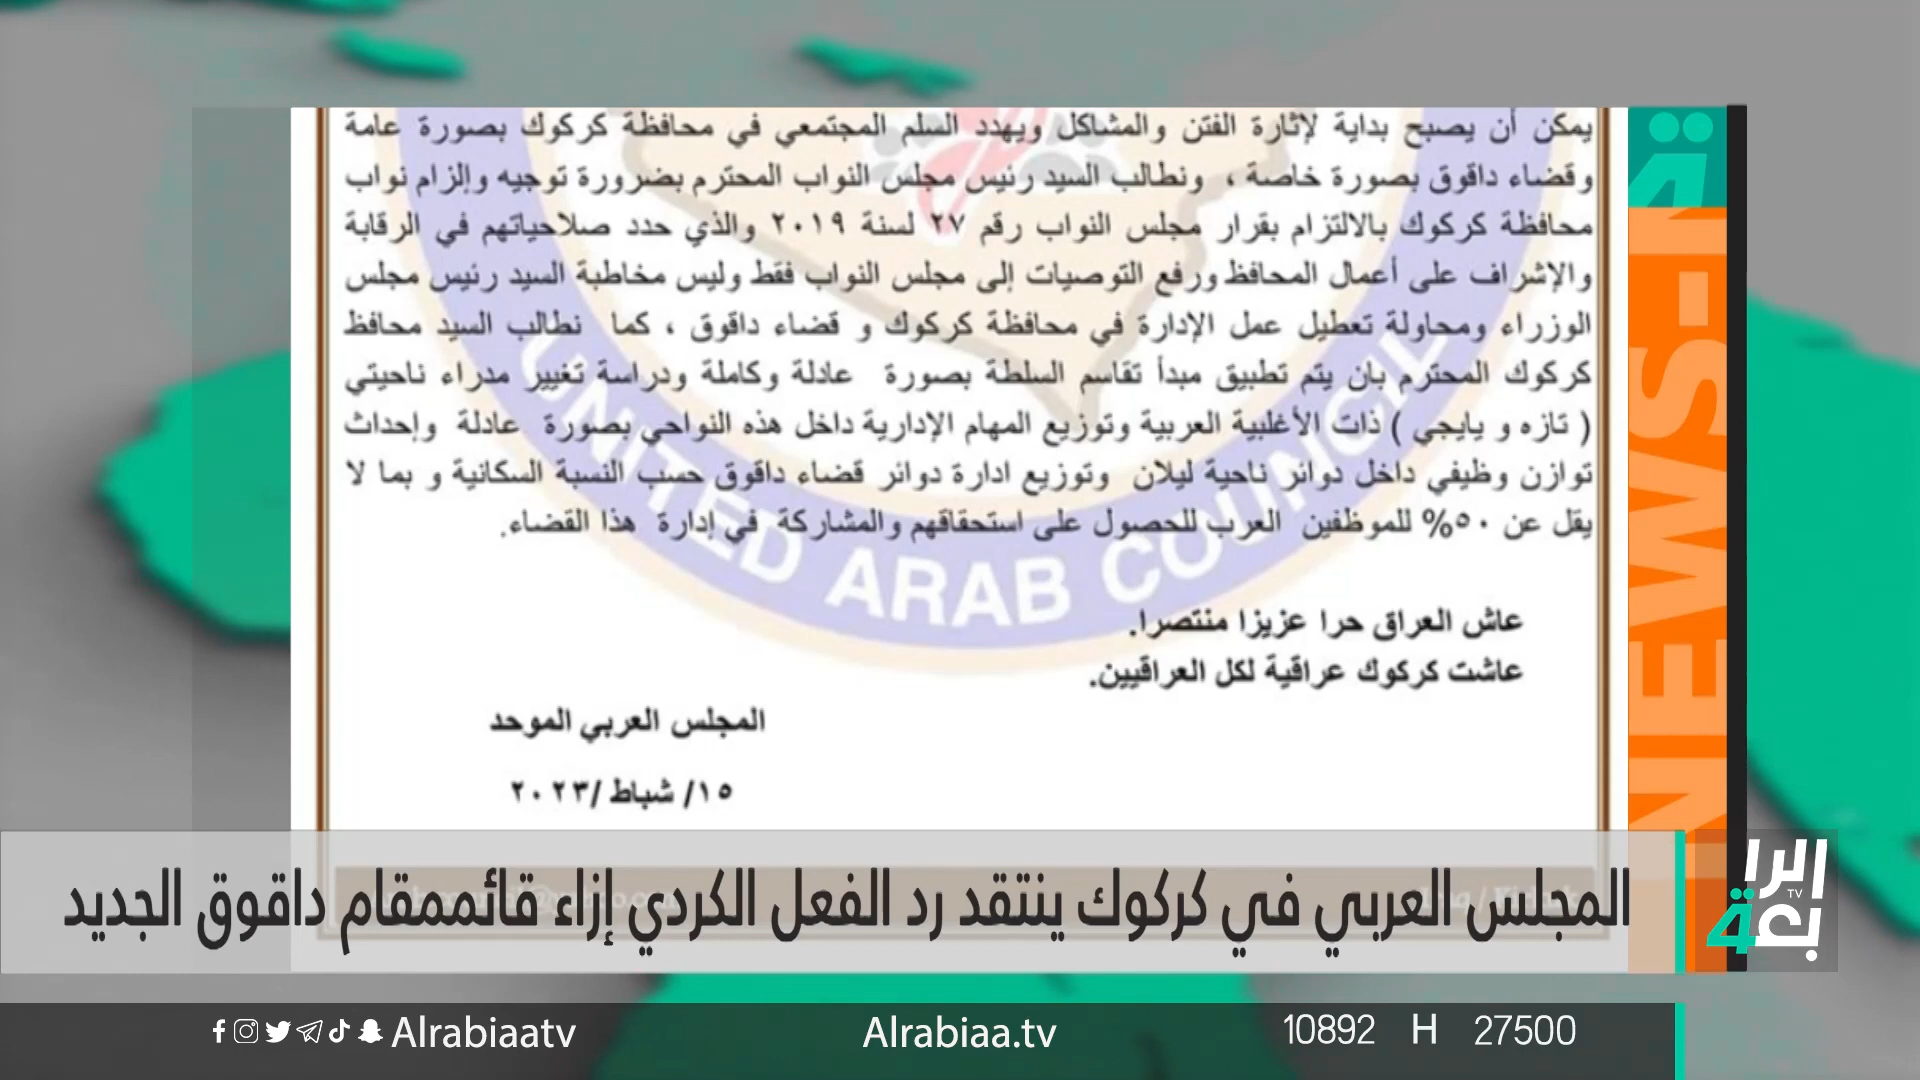 يمكن أن يصبح بداية لإثارة الفتن والمشاكل ويهدد السلم المجتمعي في محافظة كركوك بصورة عامة
وقضاء داقوق بصورة خاصة ، ونطالب السيد رئيس مجلس النواب المحترم بضرورة توجيه وإلزام نواب
محافظة كركوك بالالتزام بقرار مجلس النواب رقم ٢٧ لسنة ٢٠١٩ والذي حدد صلاحياتهم في الرقابة
والإشراف على أعمال المحافظ ورفع التوصيات إلى مجلس النواب فقط وليس مخاطبة السيد رئيس مجلس
الوزراء ومحاولة تعطيل عمل الإدارة في محافظة كركوك و قضاء داقوق ، كما نطالب السيد محافظ
كركوك المحترم بان يتم تطبيق مبدأ تقاسم السلطة بصورة عادلة وكاملة ودراسة تغيير مدراء ناحيتي
( تازه و يايجي ) ذات الأغلبية العربية وتوزيع المهام الإدارية داخل هذه النواحي بصورة عادلة وإحداث
توازن وظيفي داخل دوائر ناحية ليلان وتوزيع ادارة دوائر قضاء داقوق حسب النسبة السكانية و بما لا
يقل عن ٥٠% للموظفين العرب للحصول على استحقاقهم والمشاركة في إدارة هذا القضاء.
UNITED ARAB COUNCIL
عاش العراق حرا عزيزا منتصرا.
عاشت كركوك عراقية لكل العراقيين.
المجلس العربي الموحد
١٥/ شباط /٢٠٢٣
NEWS
المجلس العربي في كركوك ينتقد رد الفعل الكردي إزاء قائممقام داقوق الجديد
الرابعة TV
Alrabiaatv
Alrabiaa.tv
10892 H 27500